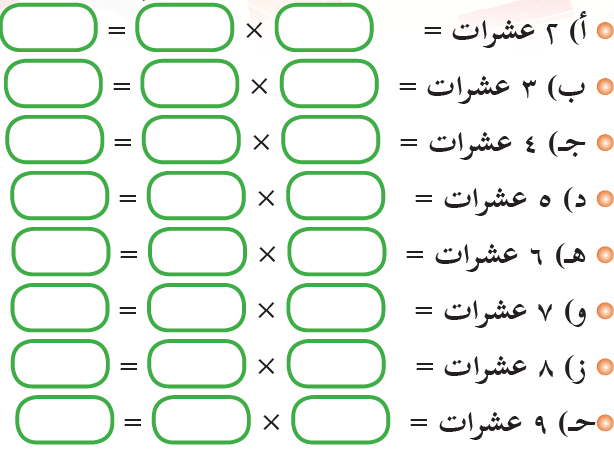 أ) ٢ عشرات = × =
ب) ٣ عشرات = × =
جـ) ٤ عشرات = × =
د) ٥ عشرات = × =
هـ) ٦ عشرات = × =
و) ٧ عشرات = × =
ز) ٨ عشرات = × =
حـ) ٩ عشرات = × =